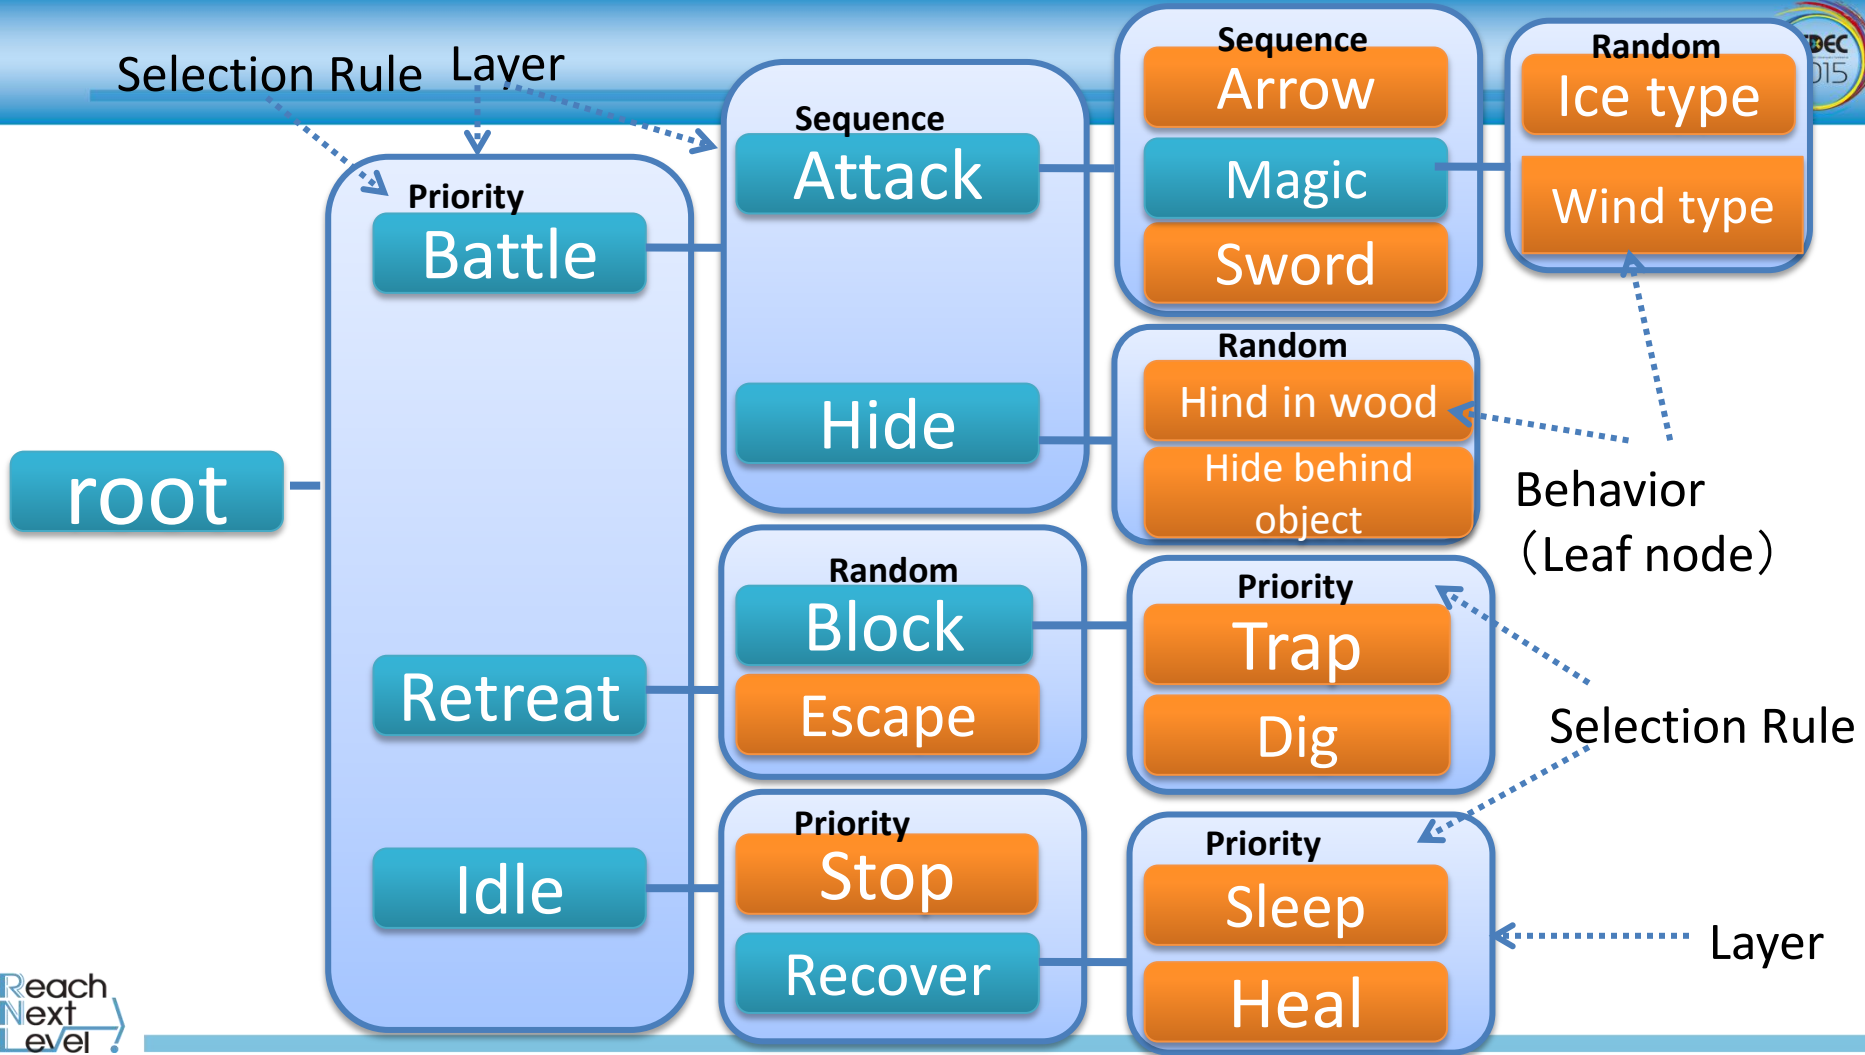 Selection Rule
Layer
Priority
Battle
Retreat
Idle
root
Sequence
Attack
Hide
Random
Block
Escape
Priority
Stop
Recover
Sequence
Arrow
Magic
Sword
Random
Hind in wood
Hide behind
object
Priority
Trap
Dig
Priority
Sleep
Heal
Random
Ice type
Wind type
Behavior
（Leaf node）
Selection Rule
Layer
Reach
Next
Level